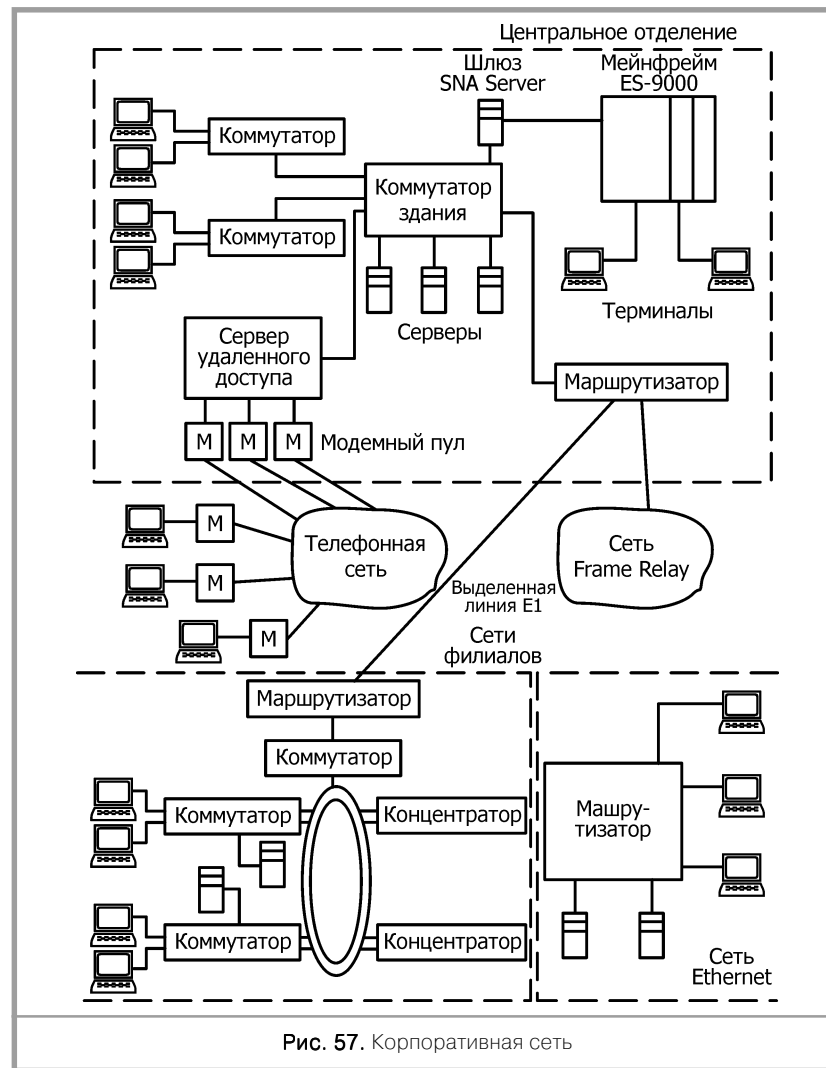 Центральное отделение
Шлюз
SNA Server
Мейнфрейм
ES-9000
Коммутатор
Коммутатор
здания
Коммутатор
Серверы
Терминалы
Сервер
удаленного
доступа
Маршрутизатор
М
М
М
Модемный пул
М
М
М
Телефонная
сеть
Сеть
Frame Relay
Выделенная
линия E1
Сети
филиалов
Маршрутизатор
Коммутатор
Коммутатор
Концентратор
Коммутатор
Концентратор
Машру-
тизатор
Сеть
Ethernet
Рис. 57. Корпоративная сеть